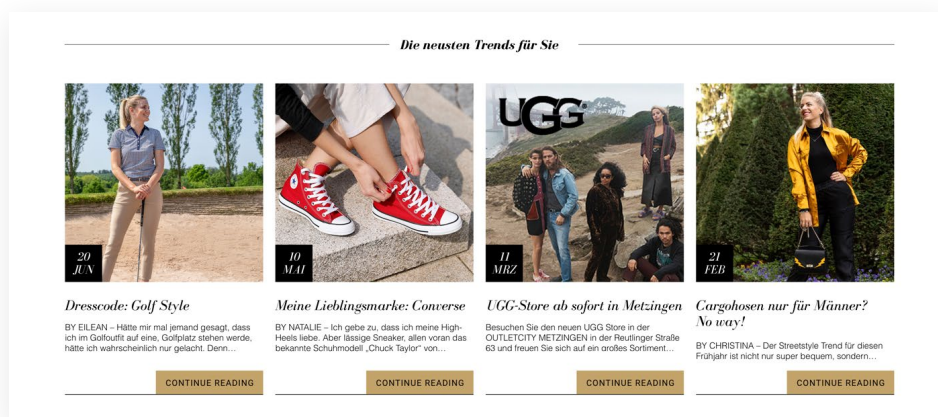 Die neusten Trends für Sie
UGG
20
JUN
10
MAI
11
MRZ
21
FEB
Dresscode: Golf Style
BY EILEAN – Hätte mir mal jemand gesagt, dass
ich im Golfoutfit auf eine, Golfplatz stehen werde,
hätte ich wahrscheinlich nur gelacht. Denn…
CONTINUE READING
Meine Lieblingsmarke: Converse
BY NATALIE – Ich gebe zu, dass ich meine High-
Heels liebe. Aber lässige Sneaker, allen voran das
bekannte Schuhmodell „Chuck Taylor“ von…
CONTINUE READING
UGG-Store ab sofort in Metzingen
Besuchen Sie den neuen UGG Store in der
OUTLETCITY METZINGEN in der Reutlinger Straße
63 und freuen Sie sich auf ein großes Sortiment…
CONTINUE READING
Cargohosen nur für Männer?
No way!
BY CHRISTINA – Der Streetstyle Trend für diesen
Frühjahr ist nicht nur super bequem, sondern…
CONTINUE READING